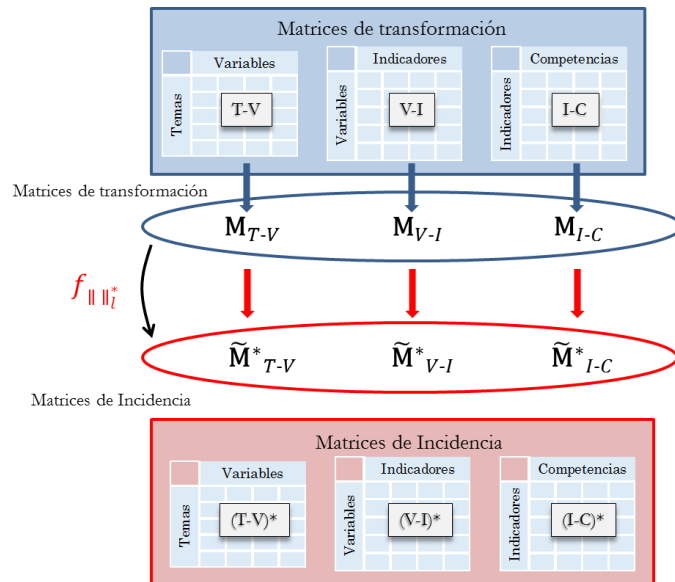 Matrices de transformación
Variables Indicadores Competencias
Temas T-V Variables V-I Indicadores I-C
Matrices de transformación
M_{T-V} M_{V-I} M_{I-C}
f_{‖ ‖_l^*}
M̃*_{T-V} M̃*_{V-I} M̃*_{I-C}
Matrices de Incidencia
Matrices de Incidencia
Variables Indicadores Competencias
Temas (T-V)* Variables (V-I)* Indicadores (I-C)*